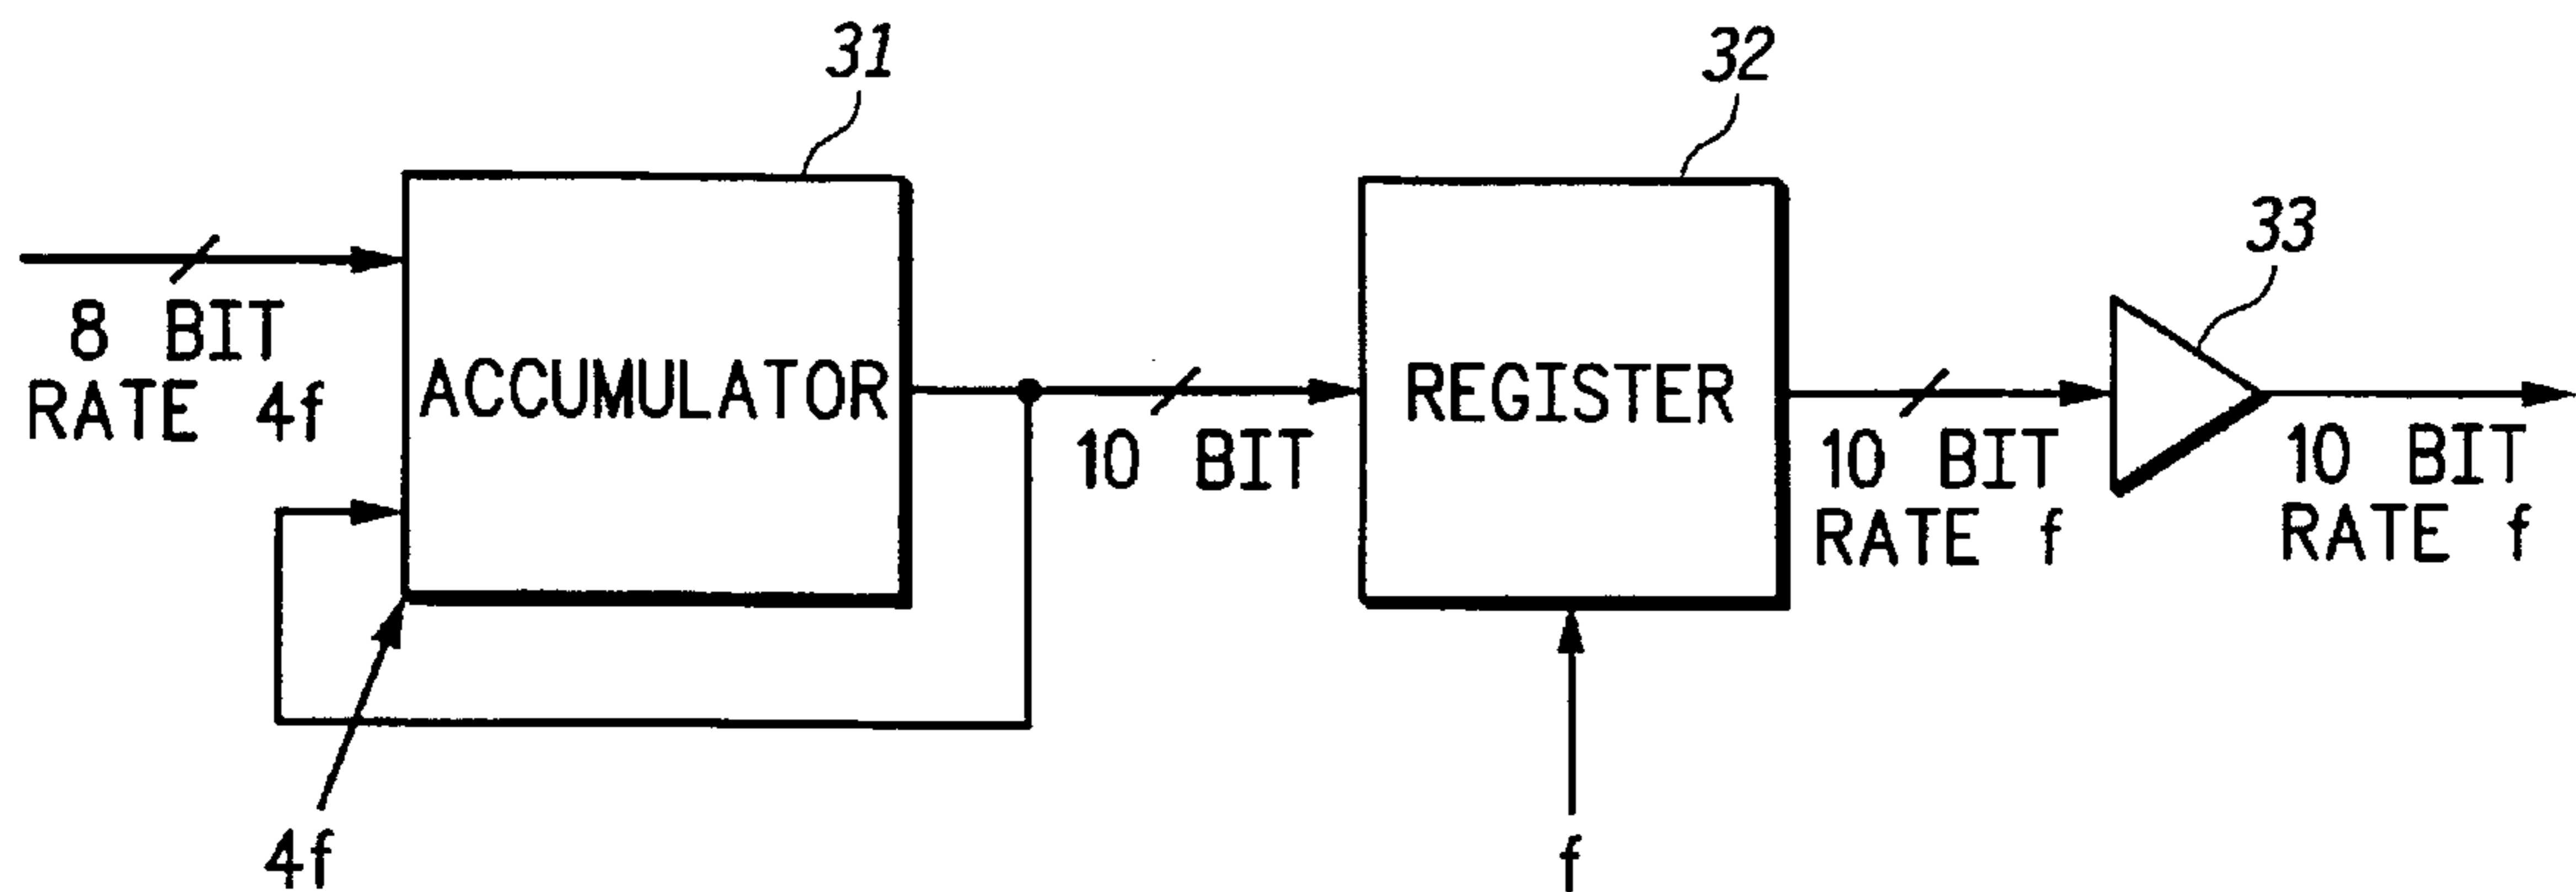 31
32
33
8 BIT
RATE 4f
ACCUMULATOR
10 BIT
REGISTER
10 BIT
RATE f
10 BIT
RATE f
4f
f